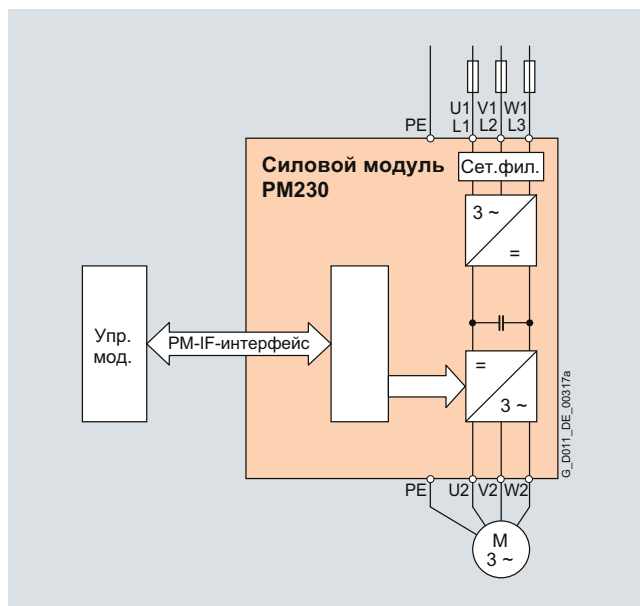 U1 V1 W1
PE L1 L2 L3
Силовой модуль
PM230
Сет.фил.
3 ~
=
Упр.
мод.
PM-IF-интерфейс
=
3 ~
G_D011_DE_00317a
PE U2 V2 W2
M
3 ~